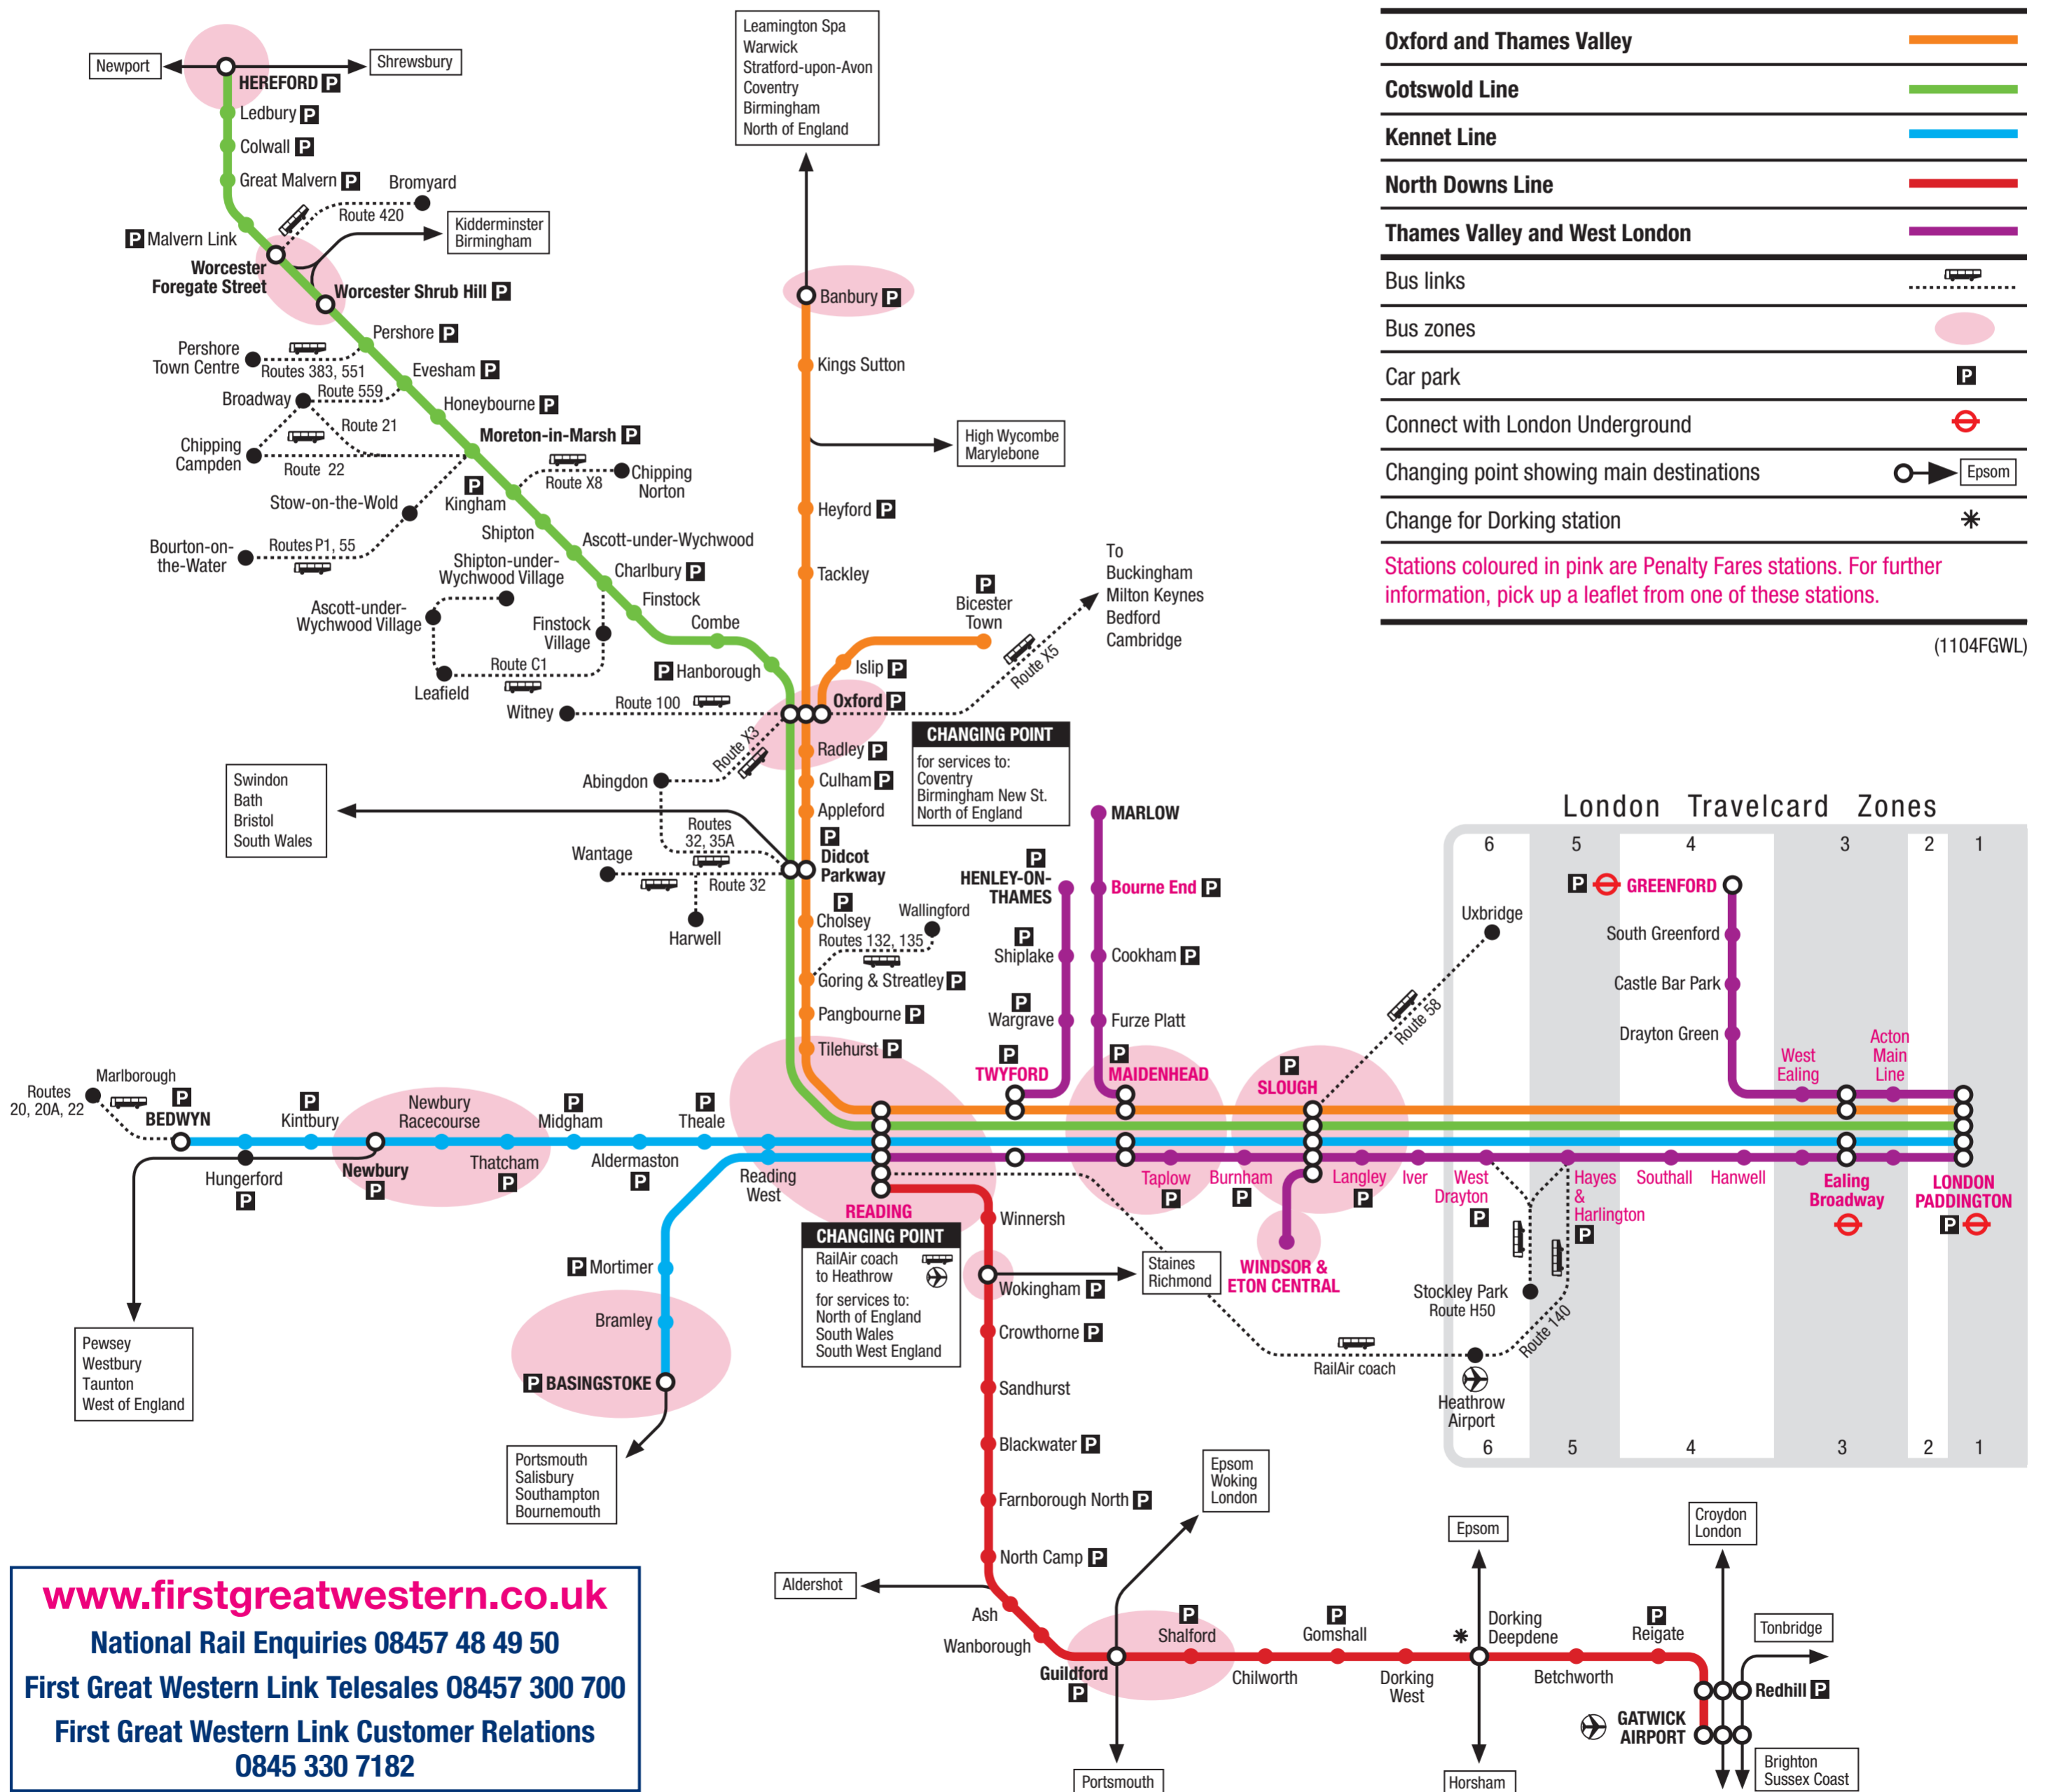 Newport
HEREFORD P
Shrewsbury
Ledbury P
Colwall P
Great Malvern P
Bromyard
Route 420
Kidderminster
Birmingham
P Malvern Link
Worcester
Foregate Street
Worcester Shrub Hill P
Pershore P
Pershore
Town Centre
Routes 383, 551
Evesham P
Broadway
Route 559
Honeybourne P
Route 21
Moreton-in-Marsh P
Chipping
Campden
Route 22
P
Kingham
Route X8
Chipping
Norton
Stow-on-the-Wold
Shipton
Bourton-on-
the-Water
Routes P1, 55
Ascott-under-Wychwood
Shipton-under-
Wychwood Village
Charlbury P
Ascott-under-
Wychwood Village
Finstock
Finstock
Village
Combe
Route C1
Leafield
P Hanborough
Witney
Route 100
Leamington Spa
Warwick
Stratford-upon-Avon
Coventry
Birmingham
North of England
Banbury P
Kings Sutton
High Wycombe
Marylebone
Heyford P
Tackley
P
Bicester
Town
Islip P
To
Buckingham
Milton Keynes
Bedford
Cambridge
Route X5
Oxford P
CHANGING POINT
for services to:
Coventry
Birmingham New St.
North of England
Route X3
Radley P
Culham P
Appleford
Abingdon
Swindon
Bath
Bristol
South Wales
Routes
32, 35A
P
Didcot
Parkway
Wantage
Route 32
Harwell
P
Cholsey
Wallingford
Routes 132, 135
Goring & Streatley P
Pangbourne P
Tilehurst P
MARLOW
P
HENLEY-ON-
THAMES
Bourne End P
P
Shiplake
Cookham P
P
Wargrave
Furze Platt
P
TWYFORD
P
MAIDENHEAD
P
SLOUGH
Uxbridge
Route 58
Oxford and Thames Valley
Cotswold Line
Kennet Line
North Downs Line
Thames Valley and West London
Bus links
Bus zones
Car park P
Connect with London Underground
Changing point showing main destinations Epsom
Change for Dorking station *
Stations coloured in pink are Penalty Fares stations. For further
information, pick up a leaflet from one of these stations.
(1104FGWL)
London Travelcard Zones
6 5 4 3 2 1
P GREENFORD
South Greenford
Castle Bar Park
Drayton Green
West
Ealing
Acton
Main
Line
Marlborough
Routes
20, 20A, 22
P
BEDWYN
P
Kintbury
Newbury
Racecourse
P
Midgham
P
Theale
Hungerford
P
Newbury
P
Thatcham
P
Aldermaston
P
Reading
West
READING
CHANGING POINT
RailAir coach
to Heathrow
for services to:
North of England
South Wales
South West England
Taplow
P
Burnham
P
Langley
P
Iver
West
Drayton
P
Hayes
&
Harlington
P
Southall
Hanwell
Ealing
Broadway
LONDON
PADDINGTON
P
WINDSOR &
ETON CENTRAL
Stockley Park
Route H50
Route 140
RailAir coach
Heathrow
Airport
6 5 4 3 2 1
Pewsey
Westbury
Taunton
West of England
P Mortimer
Bramley
P BASINGSTOKE
Portsmouth
Salisbury
Southampton
Bournemouth
Winnersh
Wokingham P
Staines
Richmond
Crowthorne P
Sandhurst
Blackwater P
Farnborough North P
North Camp P
Aldershot
Ash
Wanborough
Guildford
P
Epsom
Woking
London
Portsmouth
P
Shalford
Chilworth
P
Gomshall
Dorking
West
Epsom
*
Dorking
Deepdene
Horsham
Betchworth
P
Reigate
Croydon
London
Tonbridge
Redhill P
GATWICK
AIRPORT
Brighton
Sussex Coast
www.firstgreatwestern.co.uk
National Rail Enquiries 08457 48 49 50
First Great Western Link Telesales 08457 300 700
First Great Western Link Customer Relations
0845 330 7182